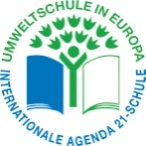 UMWELTSCHULE IN EUROPA
INTERNATIONALE AGENDA 21-SCHULE